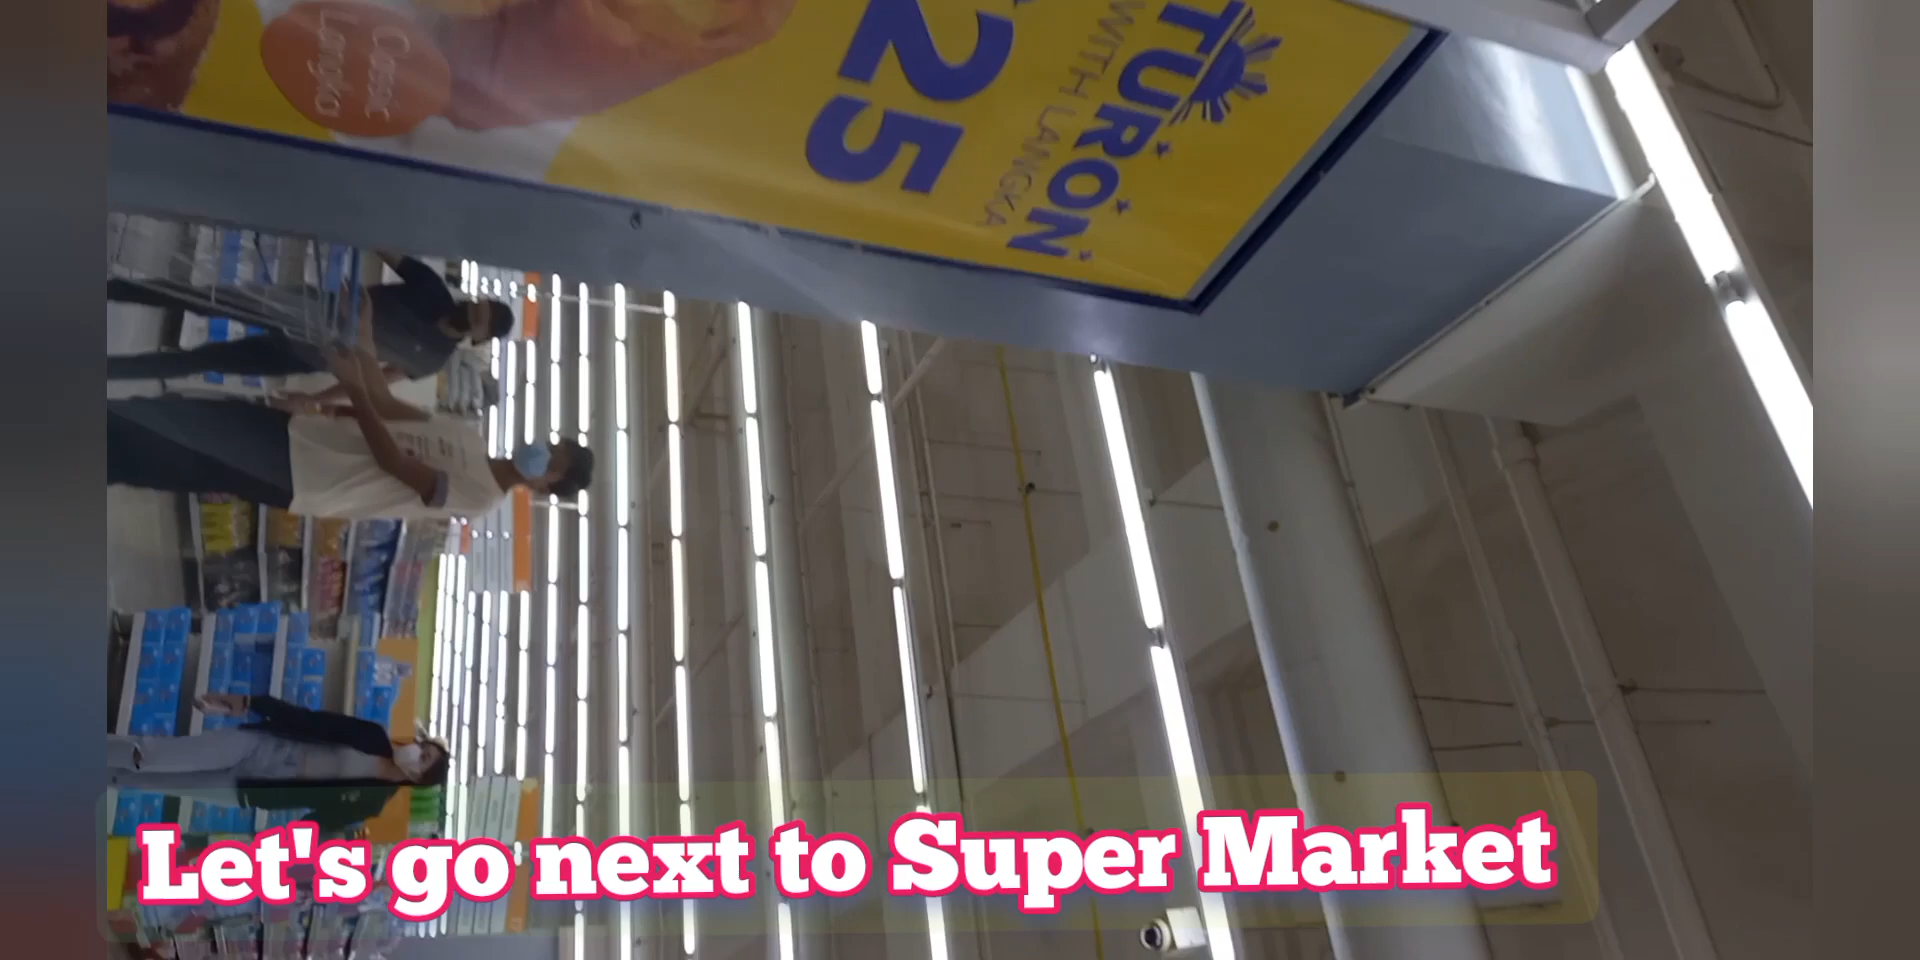 TURON
WITH LANGKA
25
Classic
Langka
Let's go next to Super Market